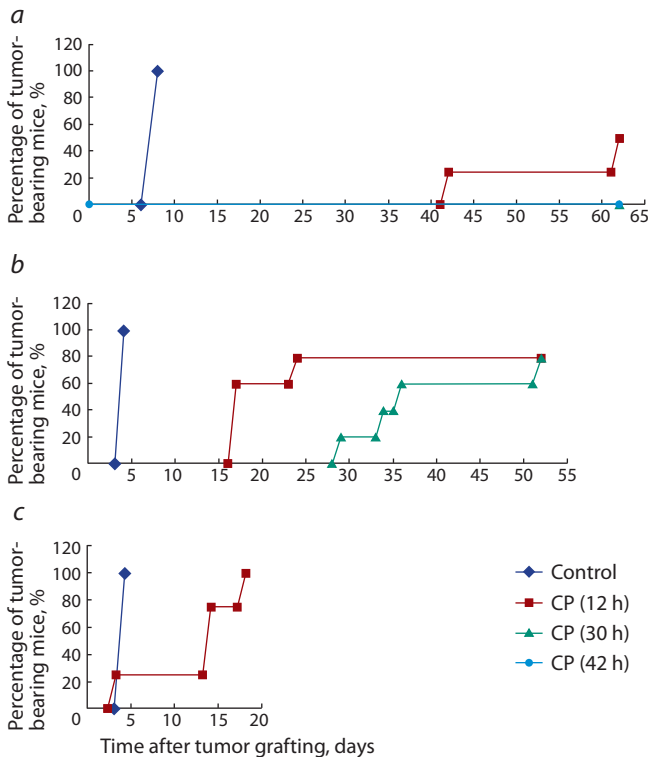 a
Percentage of tumor-
bearing mice, %
120
100
80
60
40
20
0
5 10 15 20 25 30 35 40 45 50 55 60 65
b
Percentage of tumor-
bearing mice, %
120
100
80
60
40
20
0
5 10 15 20 25 30 35 40 45 50 55
c
Percentage of tumor-
bearing mice, %
120
100
80
60
40
20
0
5 10 15 20
Time after tumor grafting, days
Control
CP (12 h)
CP (30 h)
CP (42 h)